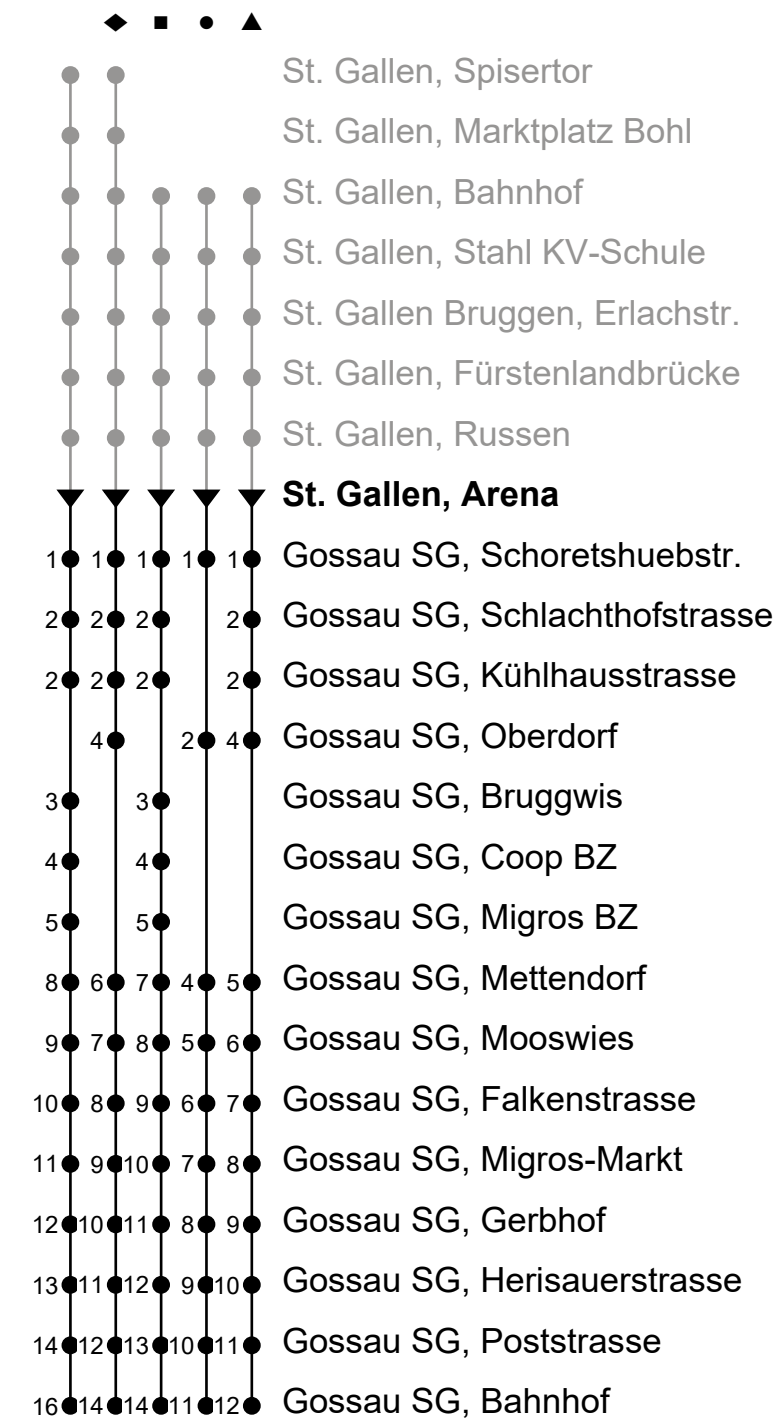 St. Gallen, Spisertor
St. Gallen, Marktplatz Bohl
St. Gallen, Bahnhof
St. Gallen, Stahl KV-Schule
St. Gallen Bruggen, Erlachstr.
St. Gallen, Fürstenlandbrücke
St. Gallen, Russen
St. Gallen, Arena
1 1 1 1 1 Gossau SG, Schoretshuebstr.
2 2 2 2 Gossau SG, Schlachthofstrasse
2 2 2 2 Gossau SG, Kühlhausstrasse
4 2 4 Gossau SG, Oberdorf
3 3 Gossau SG, Bruggwis
4 4 Gossau SG, Coop BZ
5 5 Gossau SG, Migros BZ
8 6 7 4 5 Gossau SG, Mettendorf
9 7 8 5 6 Gossau SG, Mooswies
10 8 9 6 7 Gossau SG, Falkenstrasse
11 9 10 7 8 Gossau SG, Migros-Markt
12 10 11 8 9 Gossau SG, Gerbhof
13 11 12 9 10 Gossau SG, Herisauerstrasse
14 12 13 10 11 Gossau SG, Poststrasse
16 14 14 11 12 Gossau SG, Bahnhof